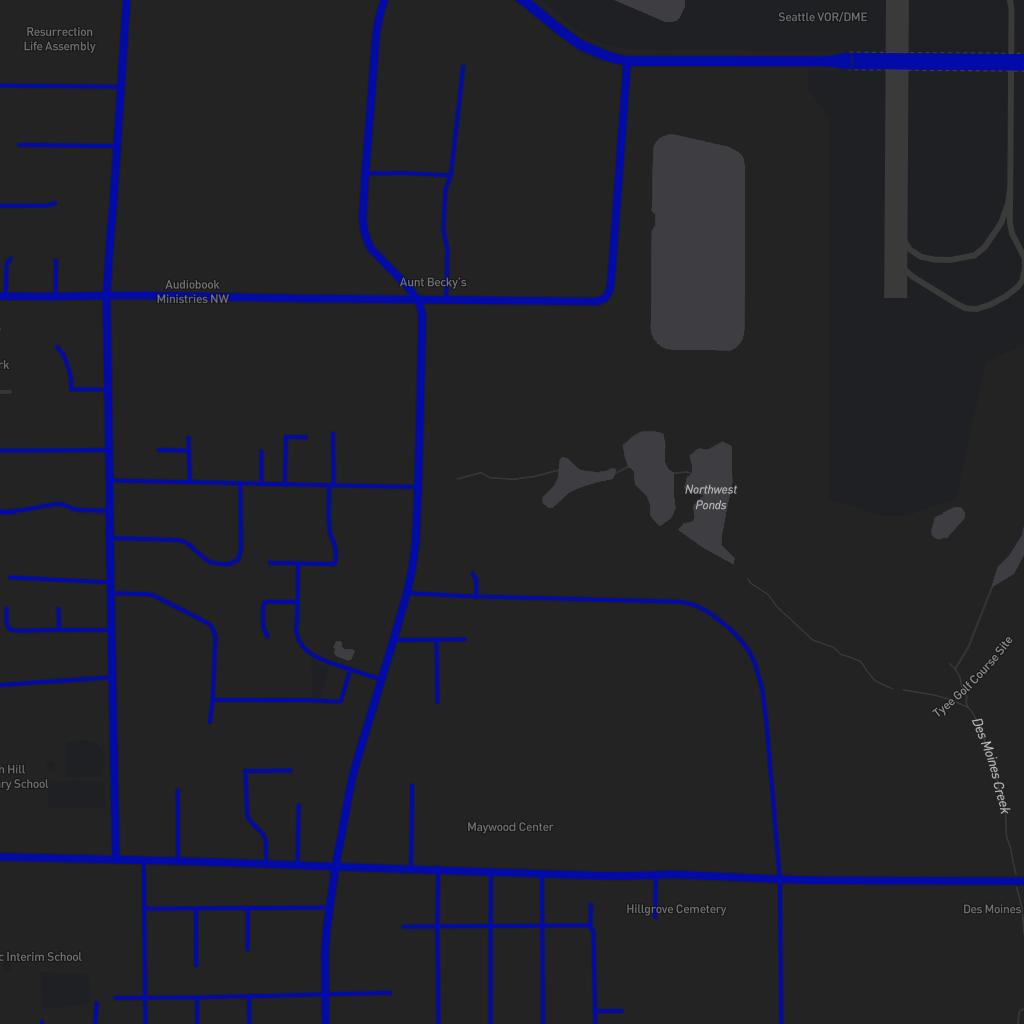 Seattle VOR/DME
Resurrection
Life Assembly
Audiobook
Ministries NW
Aunt Becky's
rk
Northwest
Ponds
Tyee Golf Course Site
Des Moines Creek
h Hill
ary School
Maywood Center
Hillgrove Cemetery
Des Moines
c Interim School